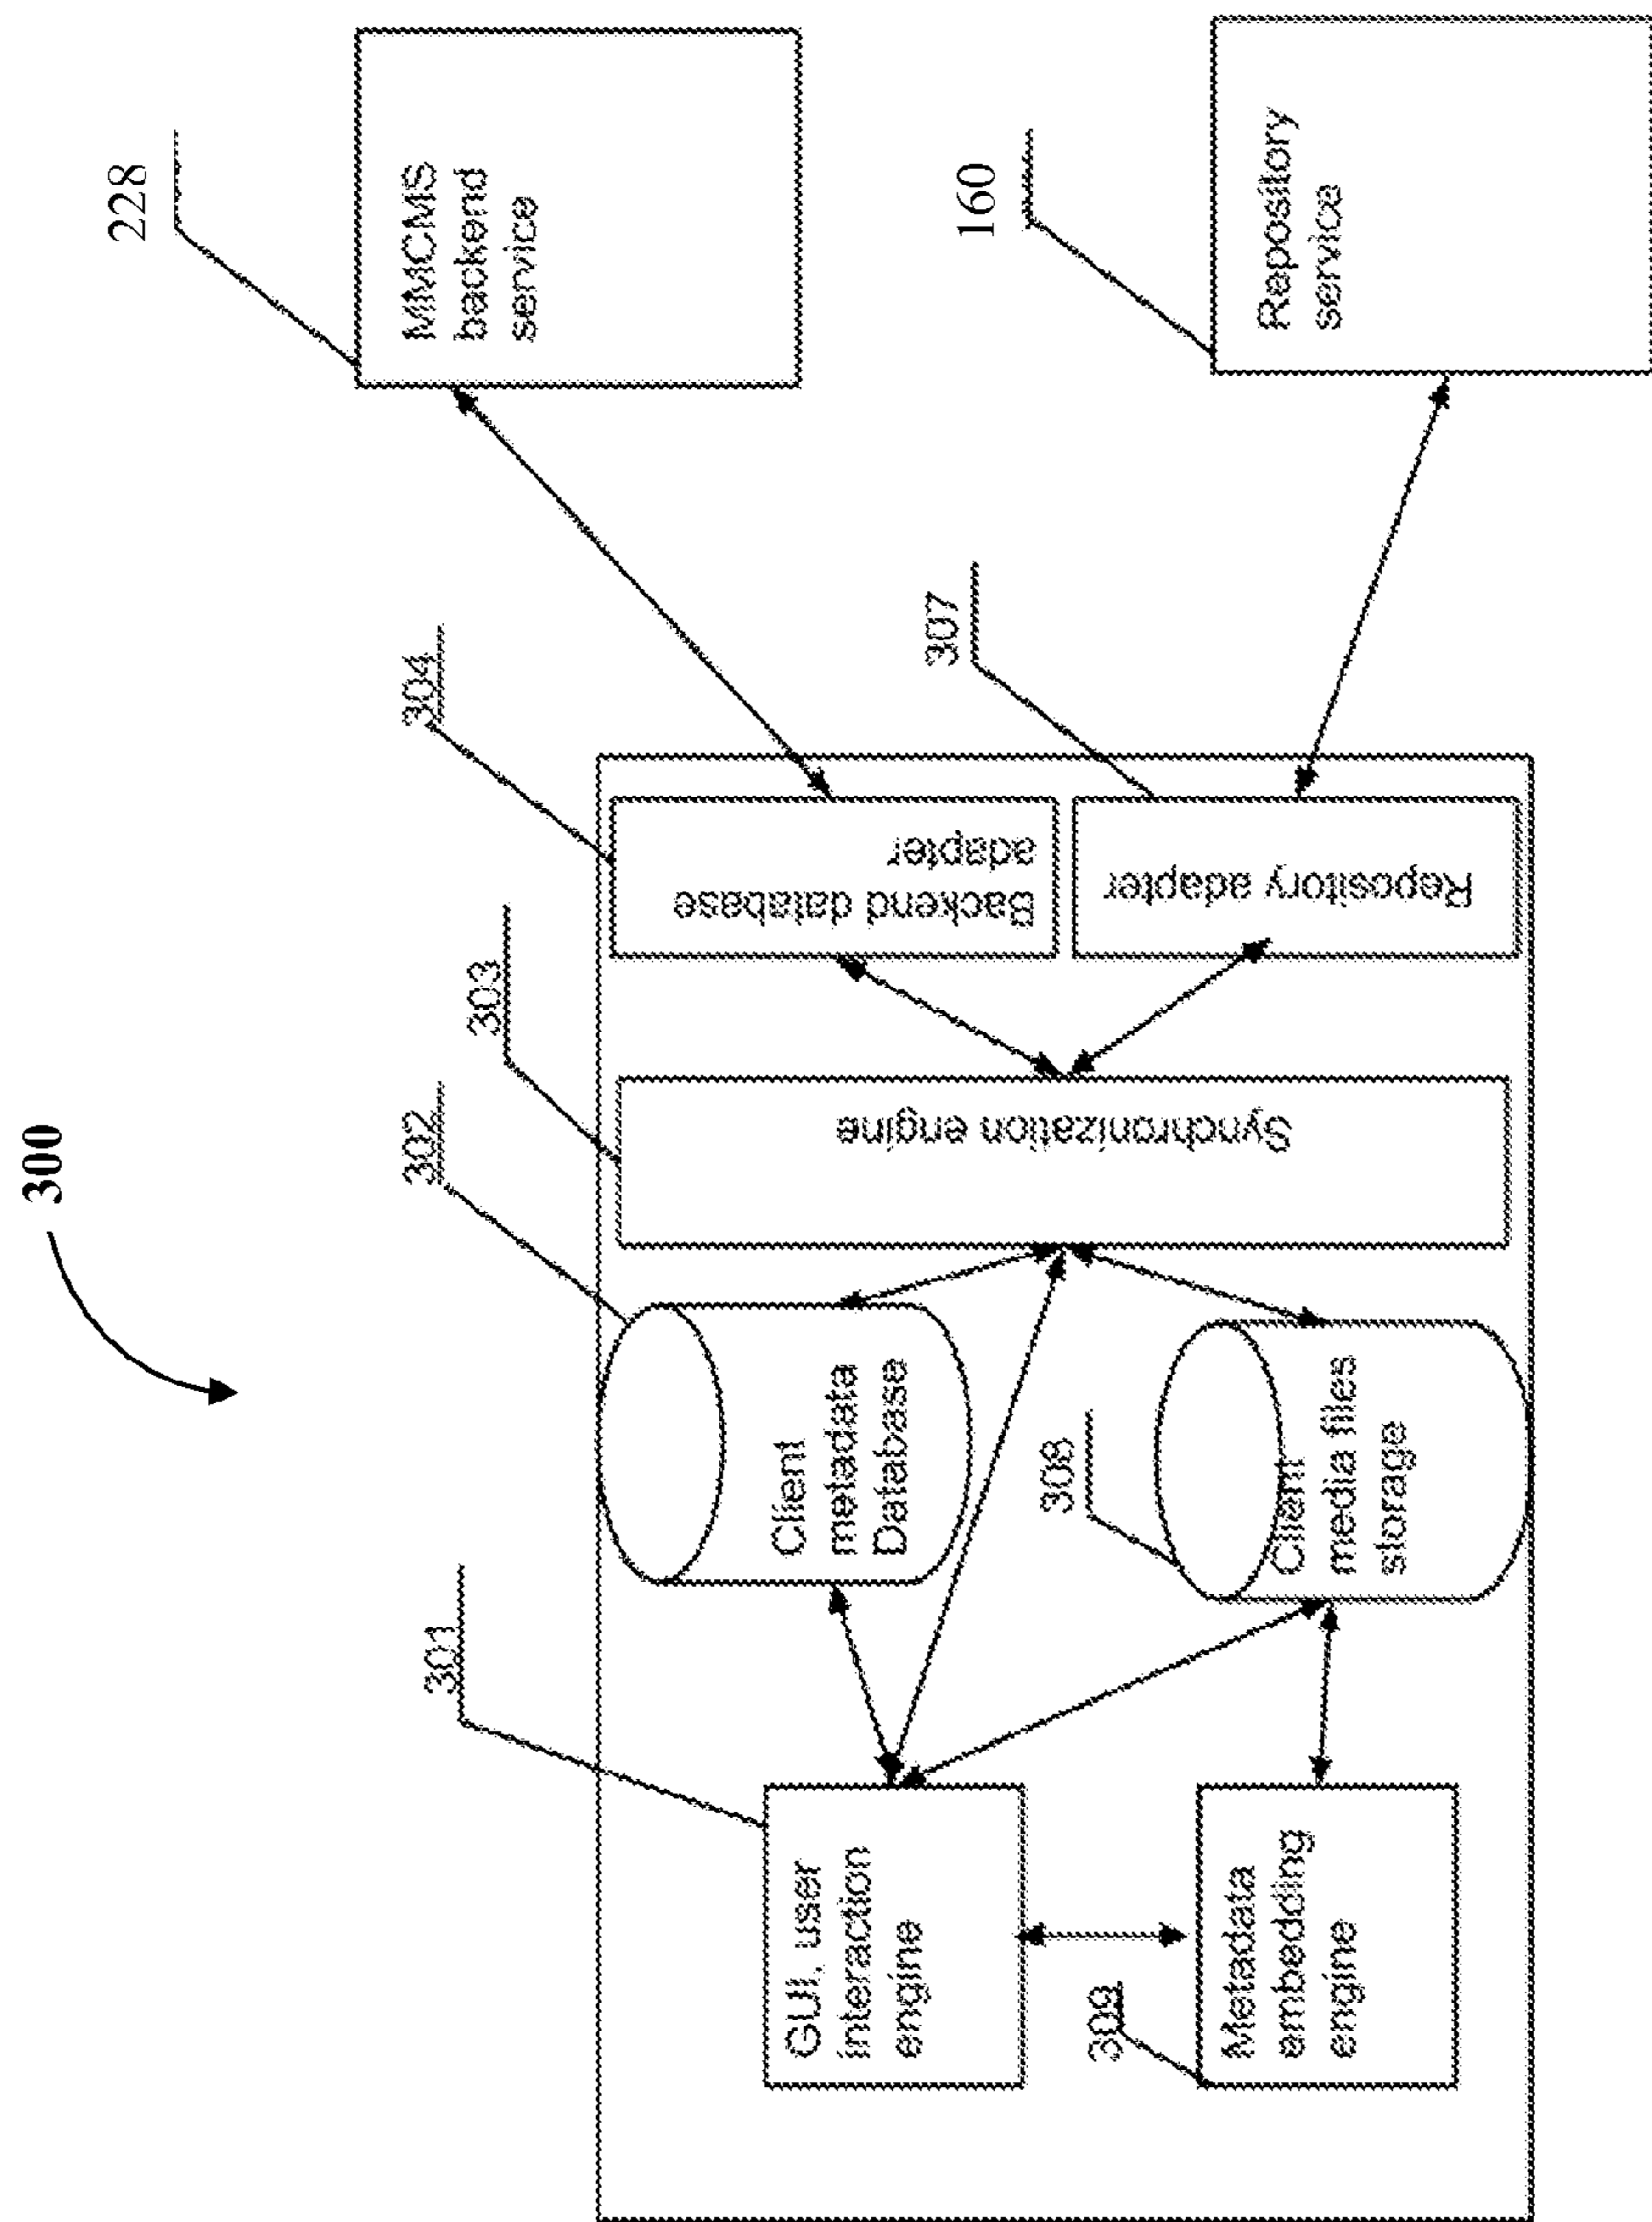 300
301
302
303
304
228
GUI, user
interaction
engine
Client
metadata
Database
Synchronization engine
Backend database
adapter
MMCMS
backend
service
309
308
307
160
Metadata
embedding
engine
Client
media files
storage
Repository adapter
Repository
service